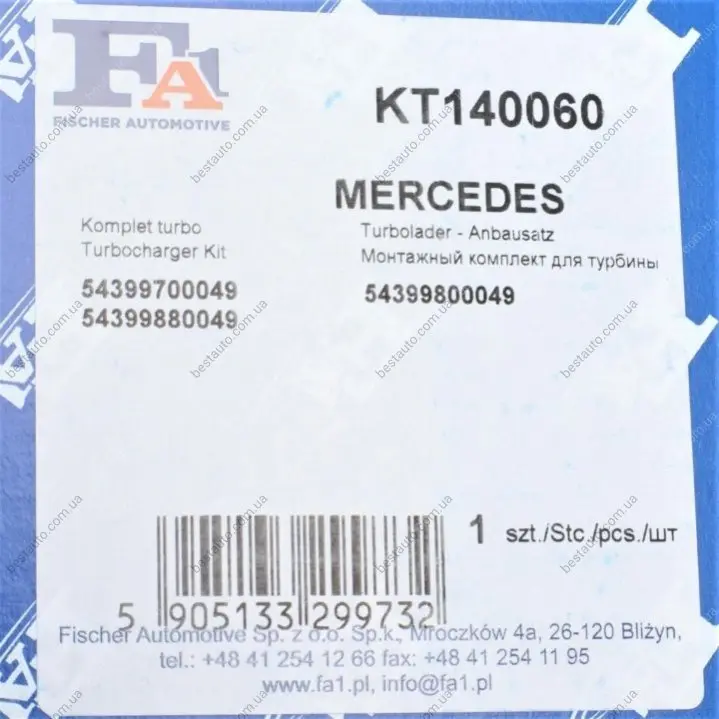 FA1
FISCHER AUTOMOTIVE
KT140060
MERCEDES
Komplet turbo
Turbocharger Kit
Turbolader - Anbausatz
Монтажный комплект для турбины
54399700049
54399880049
54399800049
1 szt./Stc./pcs./шт
5 905133 299732
Fischer Automotive Sp. z o.o. Sp.k., Mroczków 4a, 26-120 Bliżyn,
tel.: +48 41 254 12 66 fax: +48 41 254 11 95
www.fa1.pl, info@fa1.pl
bestauto.com.ua